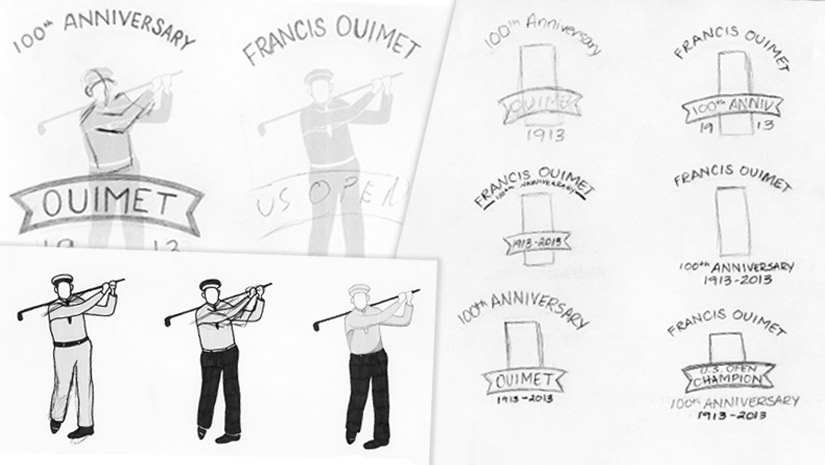 100th ANNIVERSARY
OUIMET
19 13
FRANCIS OUIMET
US OPEN
100th Anniversary
OUIMET
1913
FRANCIS OUIMET
100th ANNIV
19 13
FRANCIS OUIMET
100th ANNIVERSARY
1913-2013
FRANCIS OUIMET
100th ANNIVERSARY
1913-2013
100th ANNIVERSARY
OUIMET
1913-2013
FRANCIS OUIMET
U.S. OPEN
CHAMPION
100th ANNIVERSARY
1913-2013